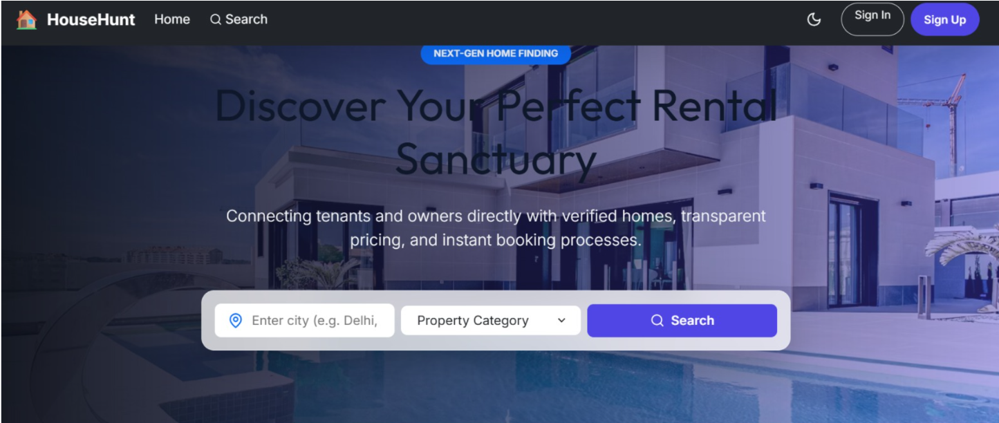 HouseHunt Home Search Sign In Sign Up
NEXT-GEN HOME FINDING
Discover Your Perfect Rental
Sanctuary
Connecting tenants and owners directly with verified homes, transparent
pricing, and instant booking processes.
Enter city (e.g. Delhi, Property Category Search